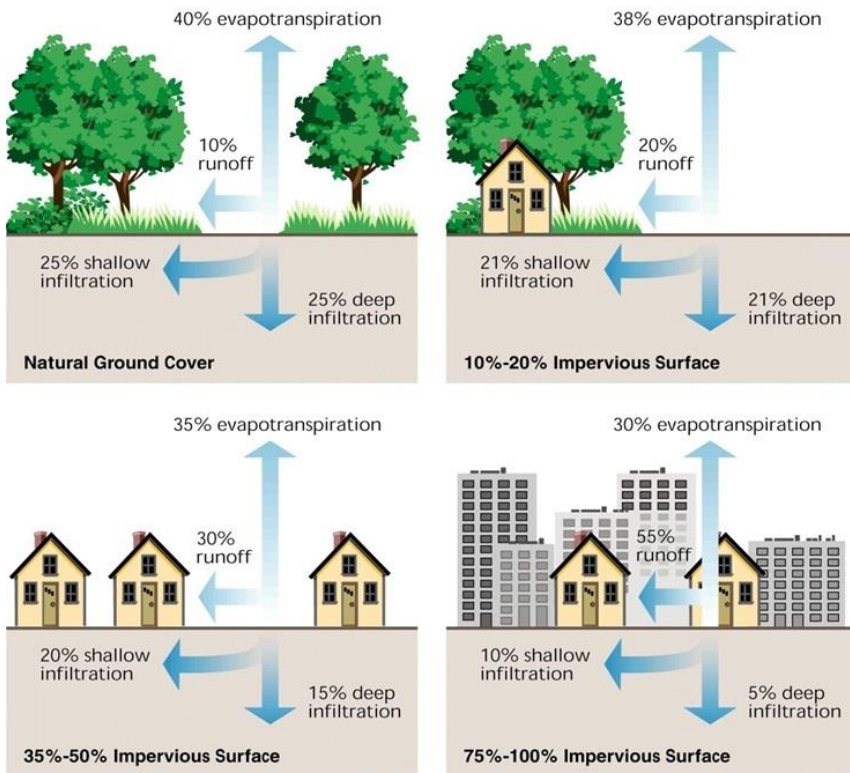 40% evapotranspiration
10%
runoff
25% shallow
infiltration
25% deep
infiltration
Natural Ground Cover
38% evapotranspiration
20%
runoff
21% shallow
infiltration
21% deep
infiltration
10%-20% Impervious Surface
35% evapotranspiration
30%
runoff
20% shallow
infiltration
15% deep
infiltration
35%-50% Impervious Surface
30% evapotranspiration
55%
runoff
10% shallow
infiltration
5% deep
infiltration
75%-100% Impervious Surface